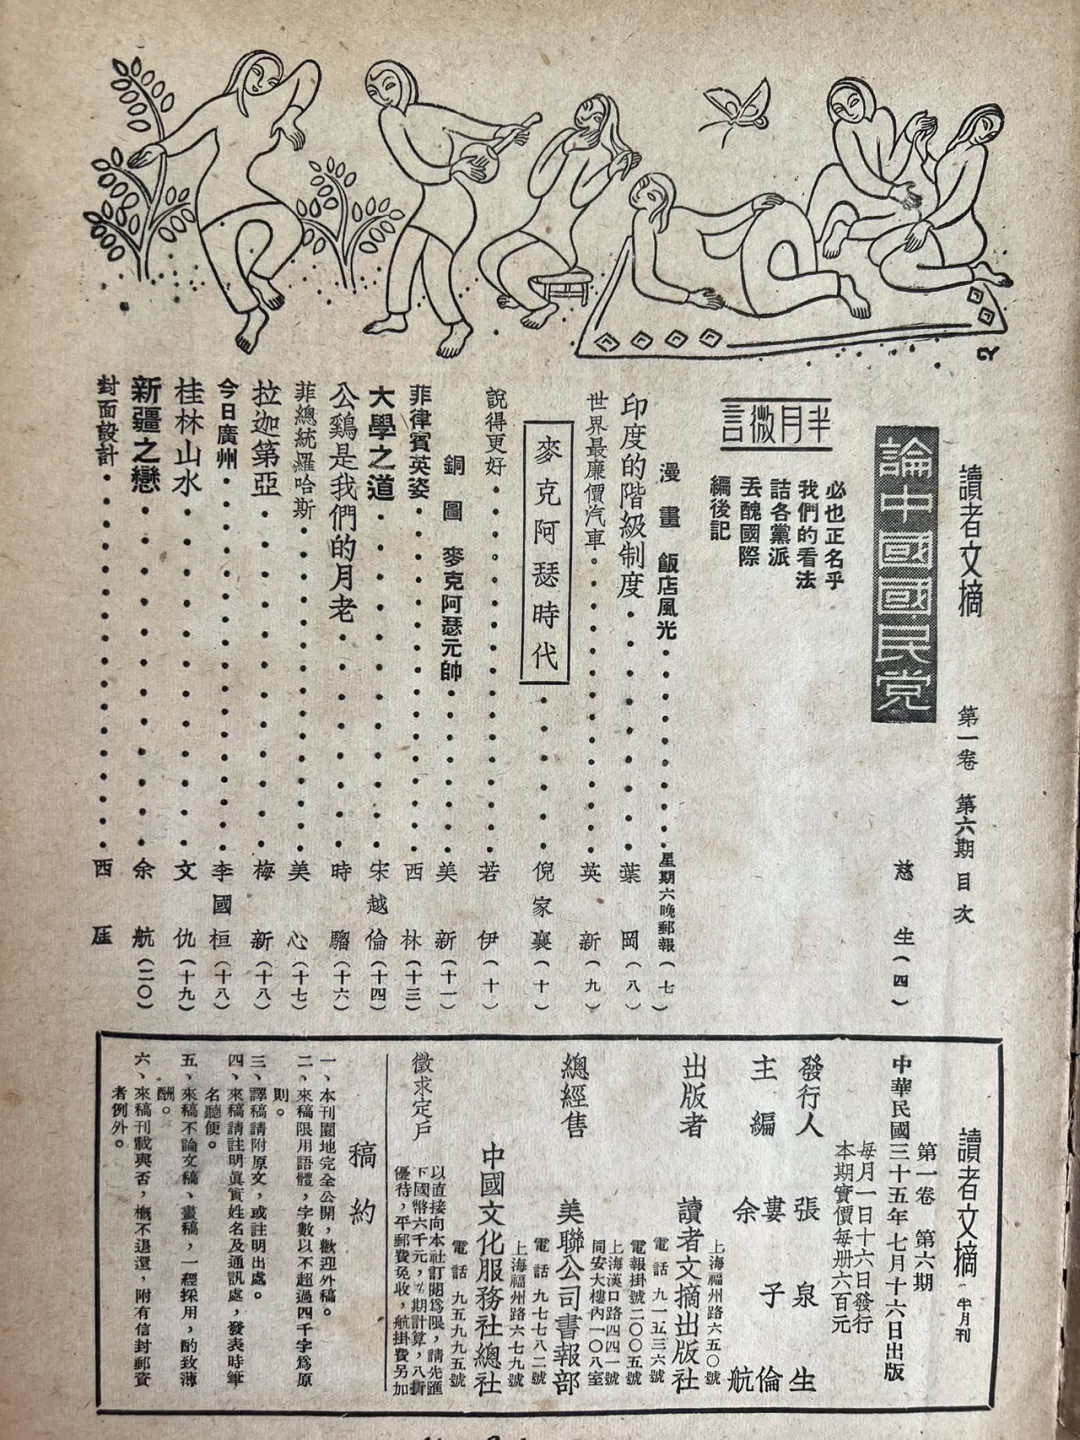 讀者文摘 第一卷 第六期 目次
論中國國民党 慈生(四)
半月微言
必也正名乎
我們的看法
詰各黨派
丟醜國際
編後記
漫畫 飯店風光 星期六晚郵報(七)
印度的階級制度 葉岡(八)
世界最廉價汽車 英新(九)
麥克阿瑟時代 倪家襄(十)
說得更好 若伊(十)
銅圖 麥克阿瑟元帥 美新(十一)
菲律賓英姿 西林(十三)
大學之道 宋越倫(十四)
公鷄是我們的月老 時騮(十六)
菲總統羅哈斯 美心(十七)
拉迦第亞 梅新(十八)
今日廣州 李國桓(十八)
桂林山水 文仇(十九)
新疆之戀 余航(二〇)
封面設計 西厓
讀者文摘(半月刊)
第一卷 第六期
中華民國三十五年七月十六日出版
每月一日十六日發行
本期實價每册六百元
發行人 張泉生
主編 婁子倫
余航
出版者 讀者文摘出版社
上海福州路六五〇號
電話 九一五三六號
電報掛號二〇〇五號
總經售 美聯公司書報部
上海漢口路四四一號
同安大樓內一〇八室
電話 九七七八二號
中國文化服務社總社
上海福州路六七九號
電話 九五九九五號
徵求定戶
以直接向本社訂閱爲限,請先匯
下國幣六千元,按期計算,八折
優待,平郵費免收,航掛費另加
稿約
一、本刊園地完全公開,歡迎外稿。
二、來稿限用語體,字數以不超過四千字爲原
則。
三、譯稿請附原文,或註明出處。
四、來稿請註明眞實姓名及通訊處,發表時筆
名聽便。
五、來稿不論文稿、畫稿,一經採用,酌致薄
酬。
六、來稿刊載與否,槪不退還,附有信封郵資
者例外。